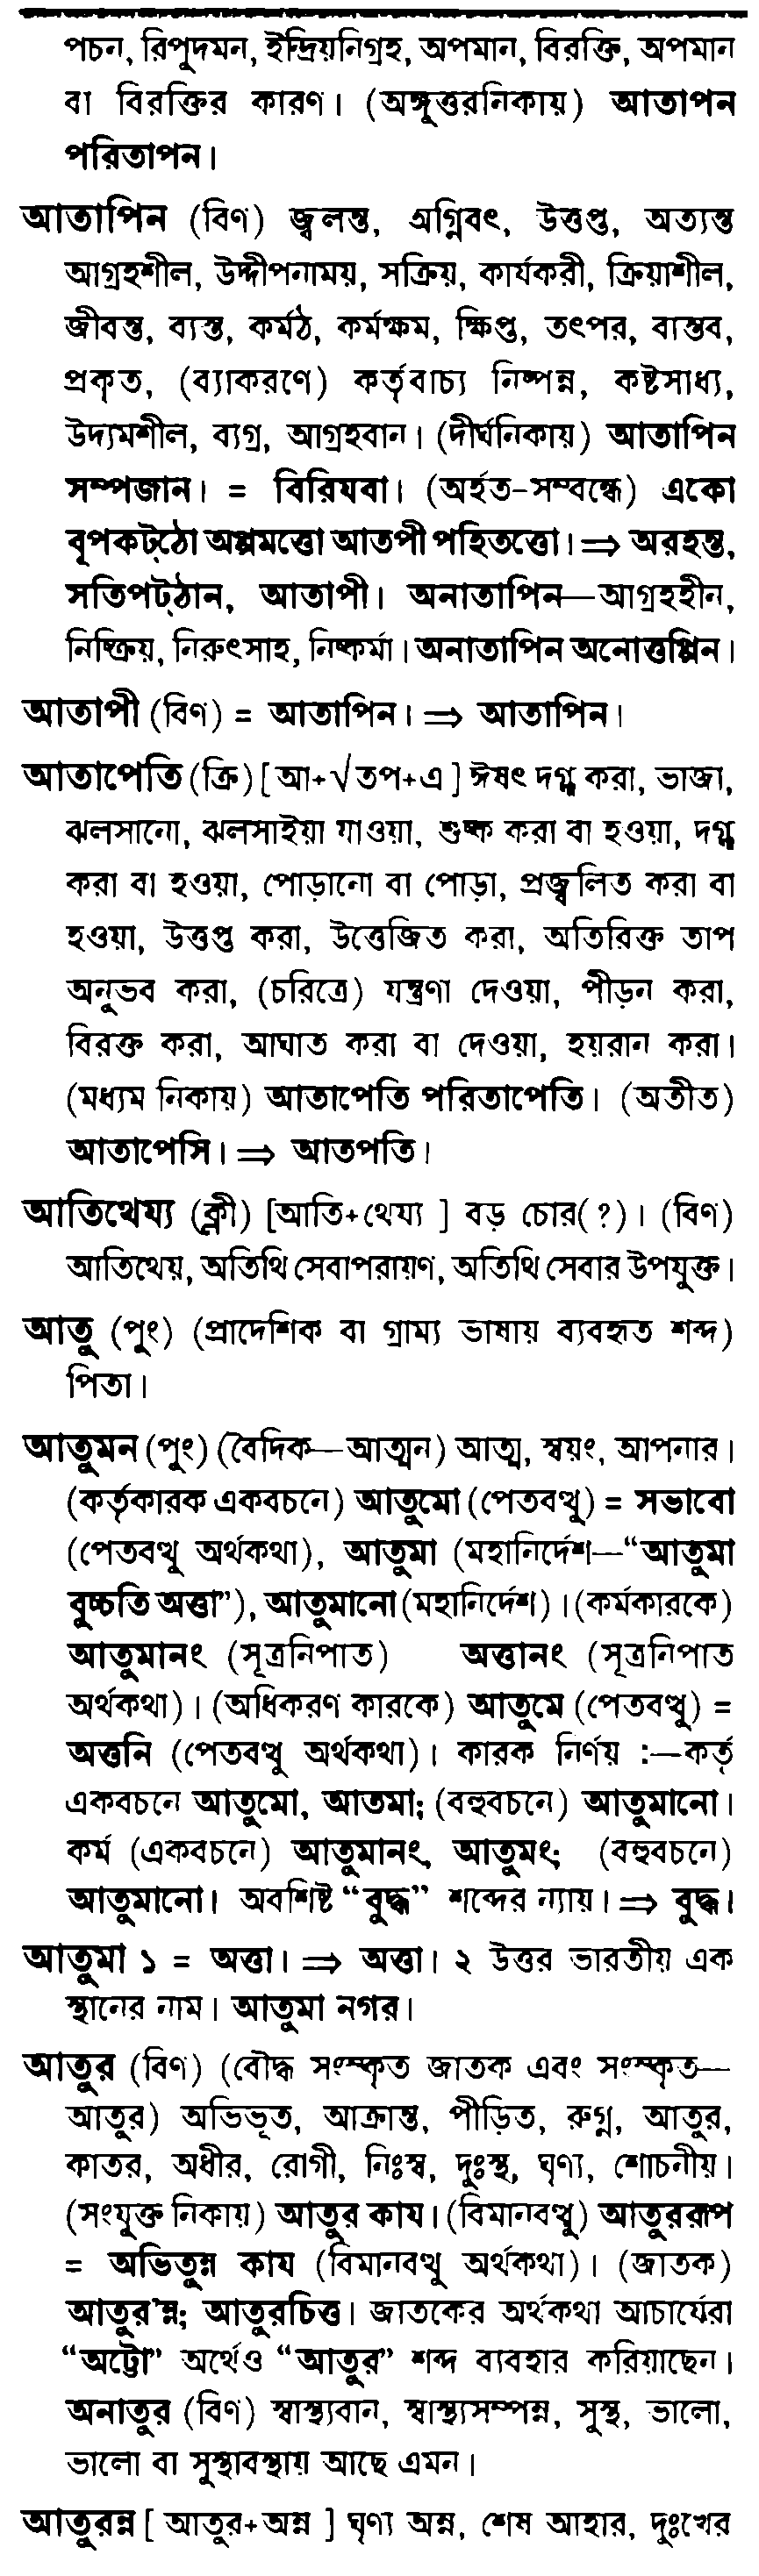 পচন, রিপুদমন, ইন্দ্রিয়নিগ্রহ, অপমান, বিরক্তি, অপমান
বা বিরক্তির কারণ। (অঙ্গূত্তরনিকায়) আতাপন
পরিতাপন।
আতাপিন (বিণ) জ্বলন্ত, অগ্নিবৎ, উত্তপ্ত, অত্যন্ত
আগ্রহশীল, উদ্দীপনাময়, সক্রিয়, কার্যকরী, ক্রিয়াশীল,
জীবন্ত, ব্যস্ত, কর্মঠ, কর্মক্ষম, ক্ষিপ্ত, তৎপর, বাস্তব,
প্রকৃত, (ব্যাকরণে) কর্তৃবাচ্য নিষ্পন্ন, কষ্টসাধ্য,
উদ্যমশীল, ব্যগ্র, আগ্রহবান। (দীর্ঘনিকায়) আতাপিন
সম্পজান। = বিরিযবা। (অর্হত-সম্বন্ধে) একো
বূপকট্‌ঠো অপ্পমত্তো আতপী পহিতত্তো। ⇒ অরহন্ত,
সতিপট্‌ঠান, আতাপী। অনাতাপিন—আগ্রহহীন,
নিষ্ক্রিয়, নিরুৎসাহ, নিষ্কর্মা। অনাতাপিন অনোত্তপ্পিন।
আতাপী (বিণ) = আতাপিন। ⇒ আতাপিন।
আতাপেতি (ক্রি) [ আ+√তপ+এ ] ঈষৎ দগ্ধ করা, ভাজা,
ঝলসানো, ঝলসাইয়া যাওয়া, শুষ্ক করা বা হওয়া, দগ্ধ
করা বা হওয়া, পোড়ানো বা পোড়া, প্রজ্বলিত করা বা
হওয়া, উত্তপ্ত করা, উত্তেজিত করা, অতিরিক্ত তাপ
অনুভব করা, (চরিত্রে) যন্ত্রণা দেওয়া, পীড়ন করা,
বিরক্ত করা, আঘাত করা বা দেওয়া, হয়রান করা।
(মধ্যম নিকায়) আতাপেতি পরিতাপেতি। (অতীত)
আতাপেসি। ⇒ আতপতি।
আতিথেয্য (ক্লী) [আতি+থেয্য ] বড় চোর(?)। (বিণ)
আতিথেয়, অতিথি সেবাপরায়ণ, অতিথি সেবার উপযুক্ত।
আতু (পুং) (প্রাদেশিক বা গ্রাম্য ভাষায় ব্যবহৃত শব্দ)
পিতা।
আতুমন (পুং) (বৈদিক—আত্মন) আত্ম, স্বয়ং, আপনার।
(কর্তৃকারক একবচনে) আতুমো (পেতবত্থু) = সভাবো
(পেতবত্থু অর্থকথা), আতুমা (মহানির্দেশ—“আতুমা
বুচ্চতি অত্তা”), আতুমানো (মহানির্দেশ)। (কর্মকারকে)
আতুমানং (সূত্রনিপাত) অত্তানং (সূত্রনিপাত
অর্থকথা)। (অধিকরণ কারকে) আতুমে (পেতবত্থু) =
অত্তনি (পেতবত্থু অর্থকথা)। কারক নির্ণয় :—কর্তৃ
একবচনে আতুমো, আতমা; (বহুবচনে) আতুমানো।
কর্ম (একবচনে) আতুমানং, আতুমং; (বহুবচনে)
আতুমানো। অবশিষ্ট “বুদ্ধ” শব্দের ন্যায়। ⇒ বুদ্ধ।
আতুমা ১ = অত্তা। ⇒ অত্তা। ২ উত্তর ভারতীয় এক
স্থানের নাম। আতুমা নগর।
আতুর (বিণ) (বৌদ্ধ সংস্কৃত জাতক এবং সংস্কৃত—
আতুর) অভিভূত, আক্রান্ত, পীড়িত, রুগ্ন, আতুর,
কাতর, অধীর, রোগী, নিঃস্ব, দুঃস্থ, ঘৃণ্য, শোচনীয়।
(সংযুক্ত নিকায়) আতুর কায। (বিমানবত্থু) আতুররূপ
= অভিতুন্ন কায (বিমানবত্থু অর্থকথা)। (জাতক)
আতুর’ন্ন; আতুরচিত্ত। জাতকের অর্থকথা আচার্যেরা
“অট্টো” অর্থেও “আতুর” শব্দ ব্যবহার করিয়াছেন।
অনাতুর (বিণ) স্বাস্থ্যবান, স্বাস্থ্যসম্পন্ন, সুস্থ, ভালো,
ভালো বা সুস্থাবস্থায় আছে এমন।
আতুরন্ন [ আতুর+অন্ন ] ঘৃণ্য অন্ন, শেষ আহার, দুঃখের